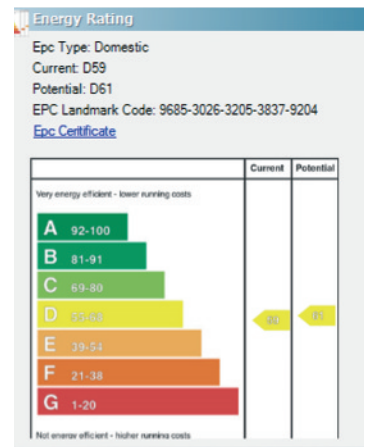 Energy Rating
Epc Type: Domestic
Current: D59
Potential: D61
EPC Landmark Code: 9685-3026-3205-3837-9204
Epc Ceritficate
Current Potential
Very energy efficient - lower running costs
A 92-100
B 81-91
C 69-80
D
E 39-54
F 21-38
G 1-20
Not energy efficient - higher running costs